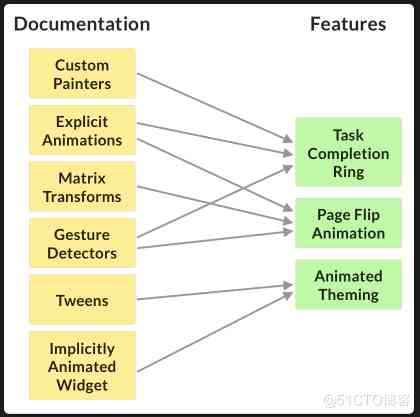 Documentation
Features
Custom
Painters
Explicit
Animations
Matrix
Transforms
Gesture
Detectors
Tweens
Implicitly
Animated
Widget
Task
Completion
Ring
Page Flip
Animation
Animated
Theming
@51CTO博客